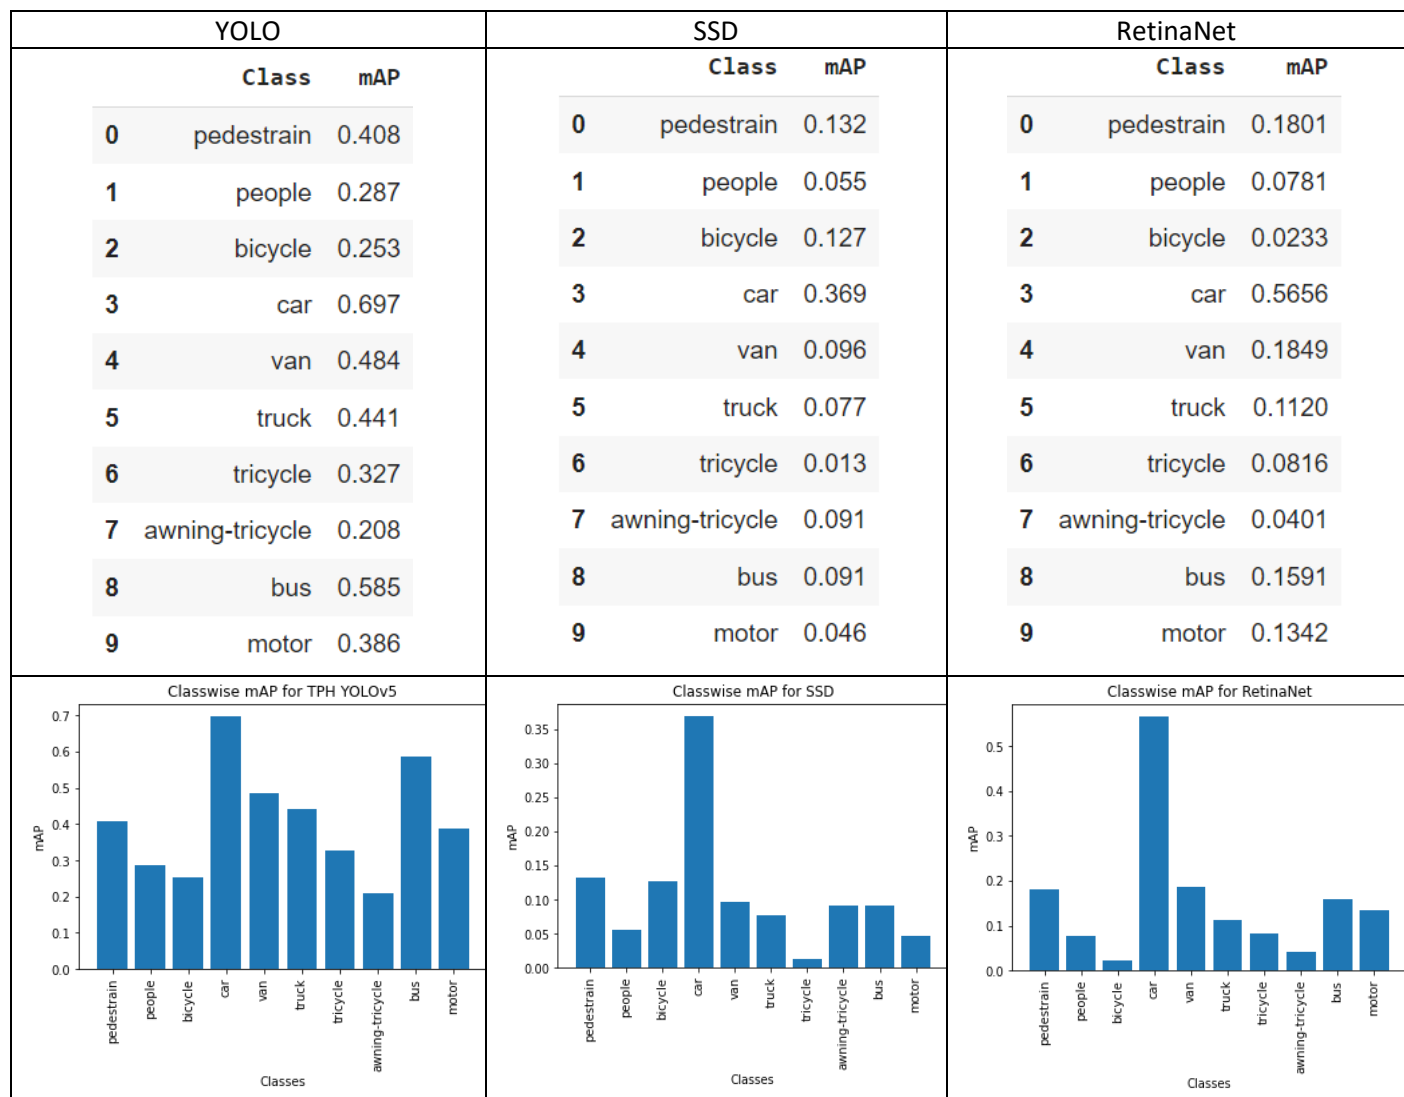 YOLO
SSD
RetinaNet
Class mAP
0 pedestrain 0.408
1 people 0.287
2 bicycle 0.253
3 car 0.697
4 van 0.484
5 truck 0.441
6 tricycle 0.327
7 awning-tricycle 0.208
8 bus 0.585
9 motor 0.386
Class mAP
0 pedestrain 0.132
1 people 0.055
2 bicycle 0.127
3 car 0.369
4 van 0.096
5 truck 0.077
6 tricycle 0.013
7 awning-tricycle 0.091
8 bus 0.091
9 motor 0.046
Class mAP
0 pedestrain 0.1801
1 people 0.0781
2 bicycle 0.0233
3 car 0.5656
4 van 0.1849
5 truck 0.1120
6 tricycle 0.0816
7 awning-tricycle 0.0401
8 bus 0.1591
9 motor 0.1342
Classwise mAP for TPH YOLOv5
mAP
0.7
0.6
0.5
0.4
0.3
0.2
0.1
0.0
pedestrain
people
bicycle
car
van
truck
tricycle
awning-tricycle
bus
motor
Classes
Classwise mAP for SSD
mAP
0.35
0.30
0.25
0.20
0.15
0.10
0.05
0.00
pedestrain
people
bicycle
car
van
truck
tricycle
awning-tricycle
bus
motor
Classes
Classwise mAP for RetinaNet
mAP
0.5
0.4
0.3
0.2
0.1
0.0
pedestrain
people
bicycle
car
van
truck
tricycle
awning-tricycle
bus
motor
Classes